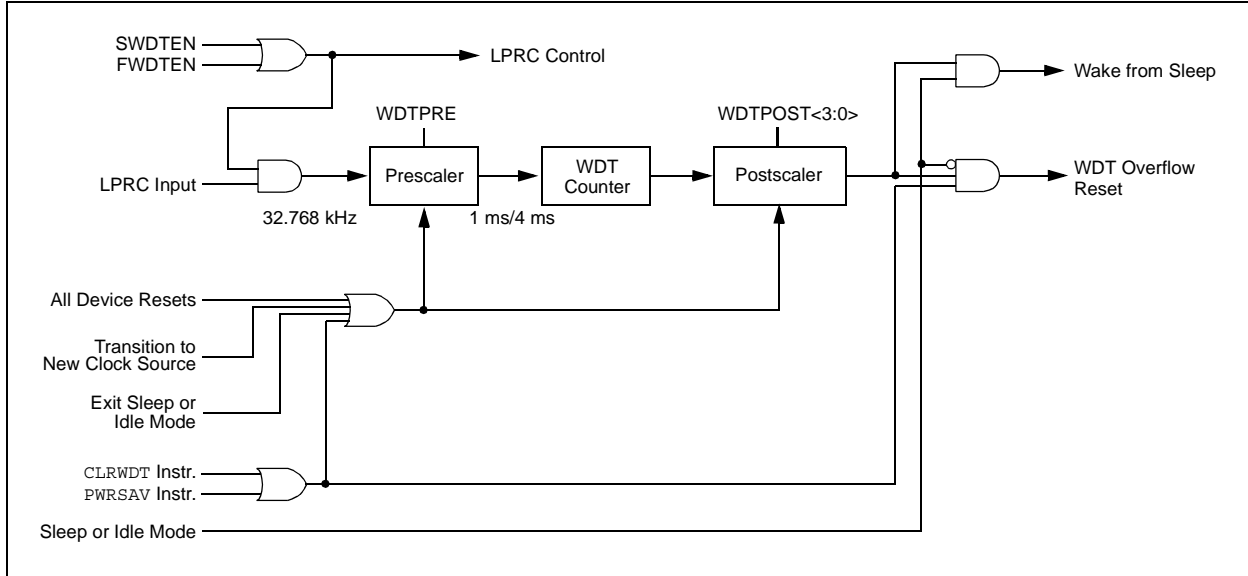 SWDTEN
FWDTEN
LPRC Control
Wake from Sleep
WDTPRE
WDTPOST<3:0>
LPRC Input
Prescaler
WDT
Counter
Postscaler
WDT Overflow
Reset
32.768 kHz
1 ms/4 ms
All Device Resets
Transition to
New Clock Source
Exit Sleep or
Idle Mode
CLRWDT Instr.
PWRSAV Instr.
Sleep or Idle Mode